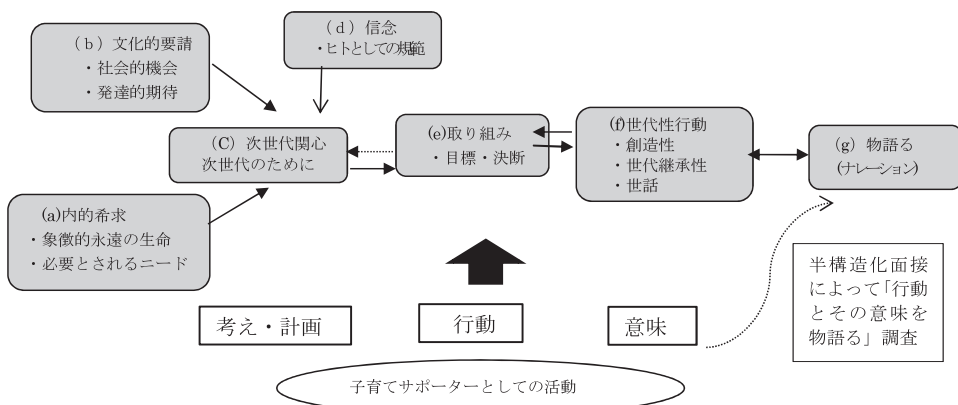 (b) 文化的要請
・社会的機会
・発達的期待
(d) 信念
・ヒトとしての規範
(C) 次世代関心
次世代のために
(e)取り組み
・目標・決断
(f)世代性行動
・創造性
・世代継承性
・世話
(g) 物語る
(ナレーション)
(a)内的希求
・象徴的永遠の生命
・必要とされるニード
半構造化面接
によって「行動
とその意味を
物語る」調査
考え・計画
行動
意味
子育てサポーターとしての活動